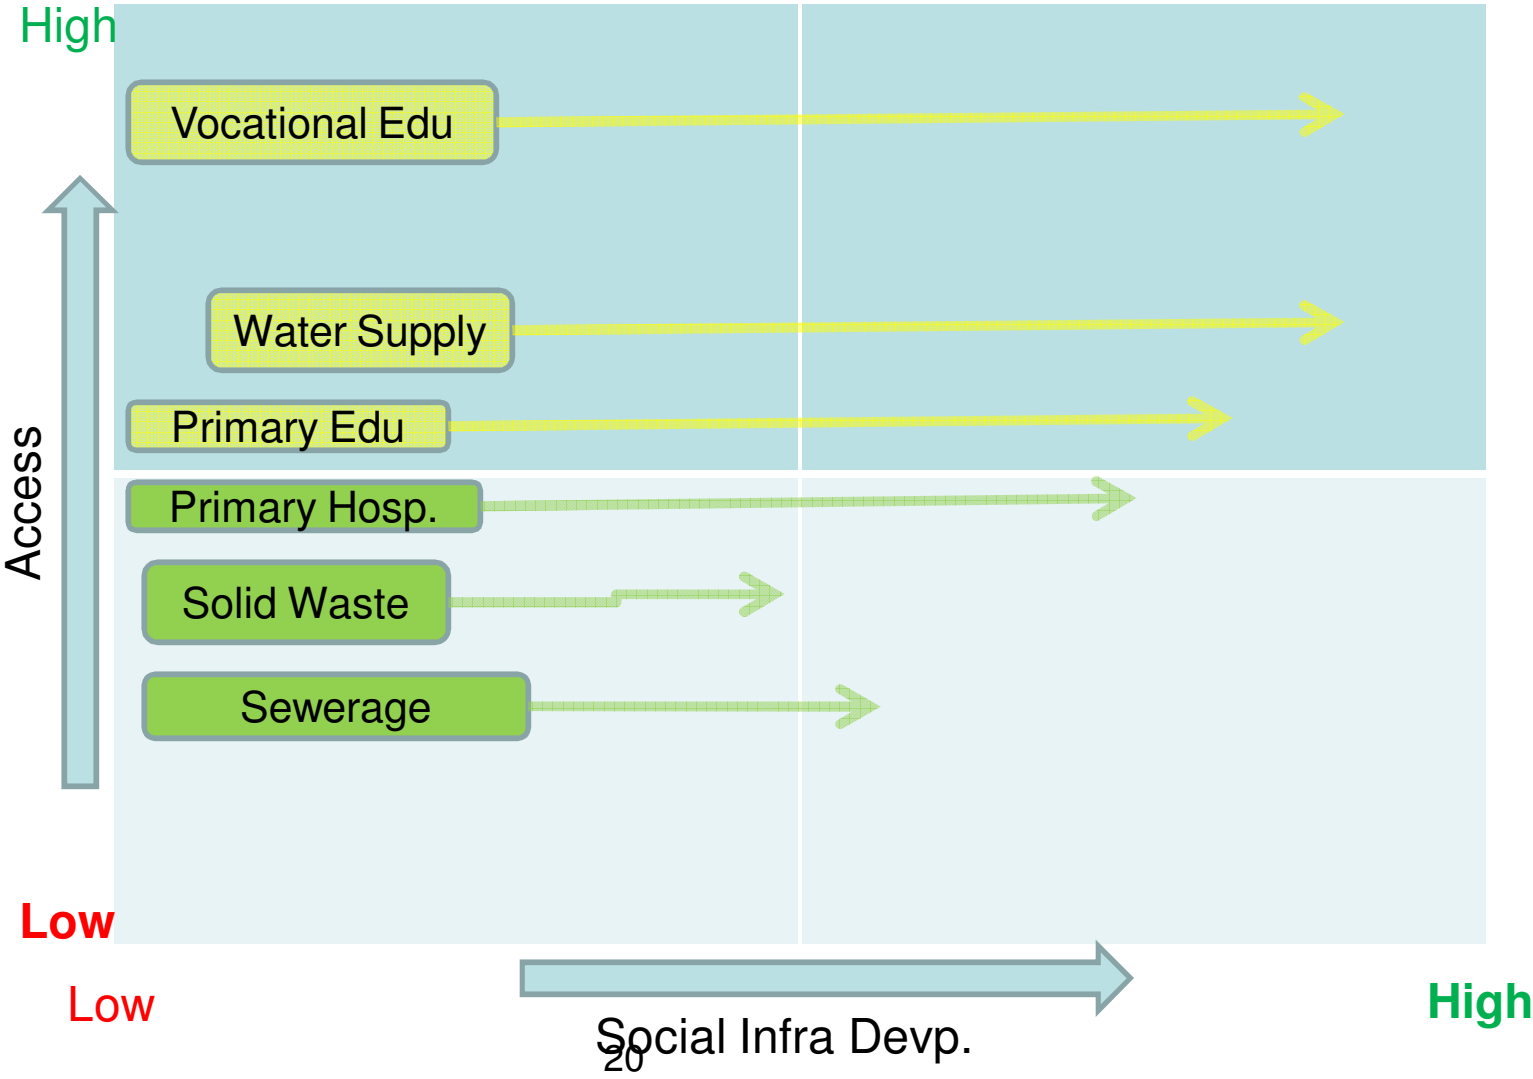 High
Vocational Edu
Water Supply
Primary Edu
Access
Primary Hosp.
Solid Waste
Sewerage
Low
Low
High
Social Infra Devp.
20